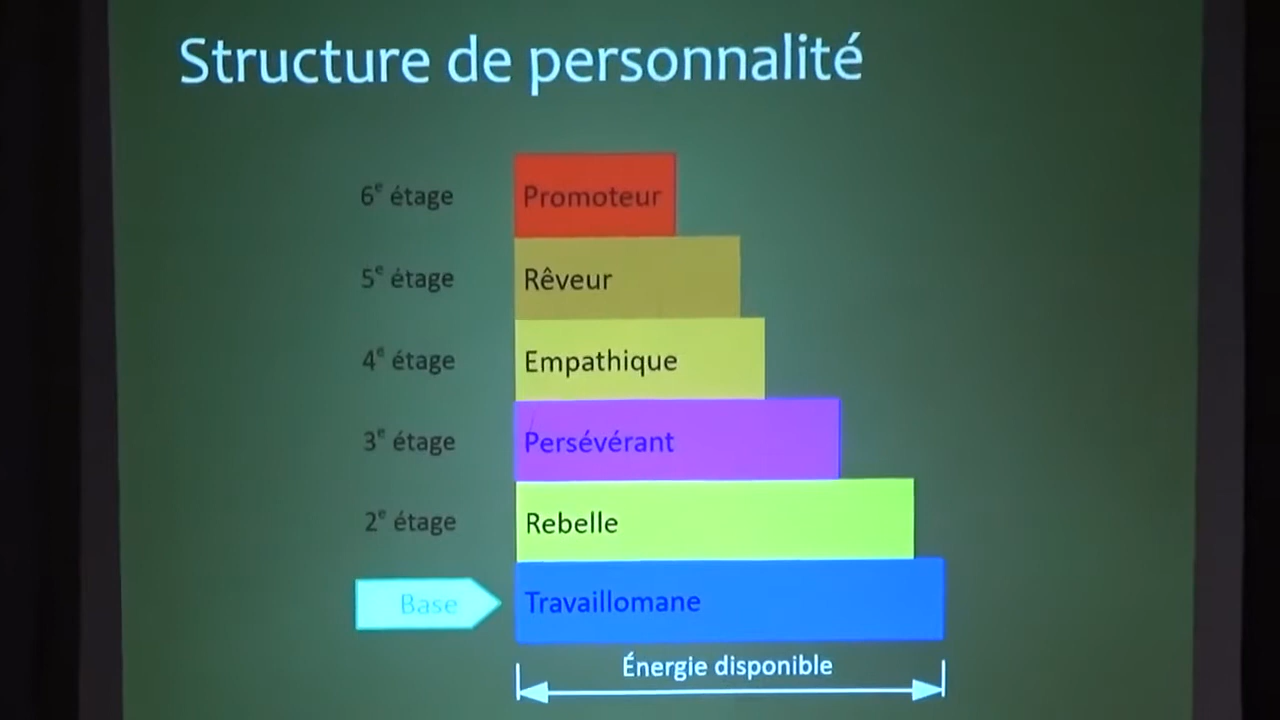 Structure de personnalité
6e étage Promoteur
5e étage Rêveur
4e étage Empathique
3e étage Persévérant
2e étage Rebelle
Base Travaillomane
Énergie disponible